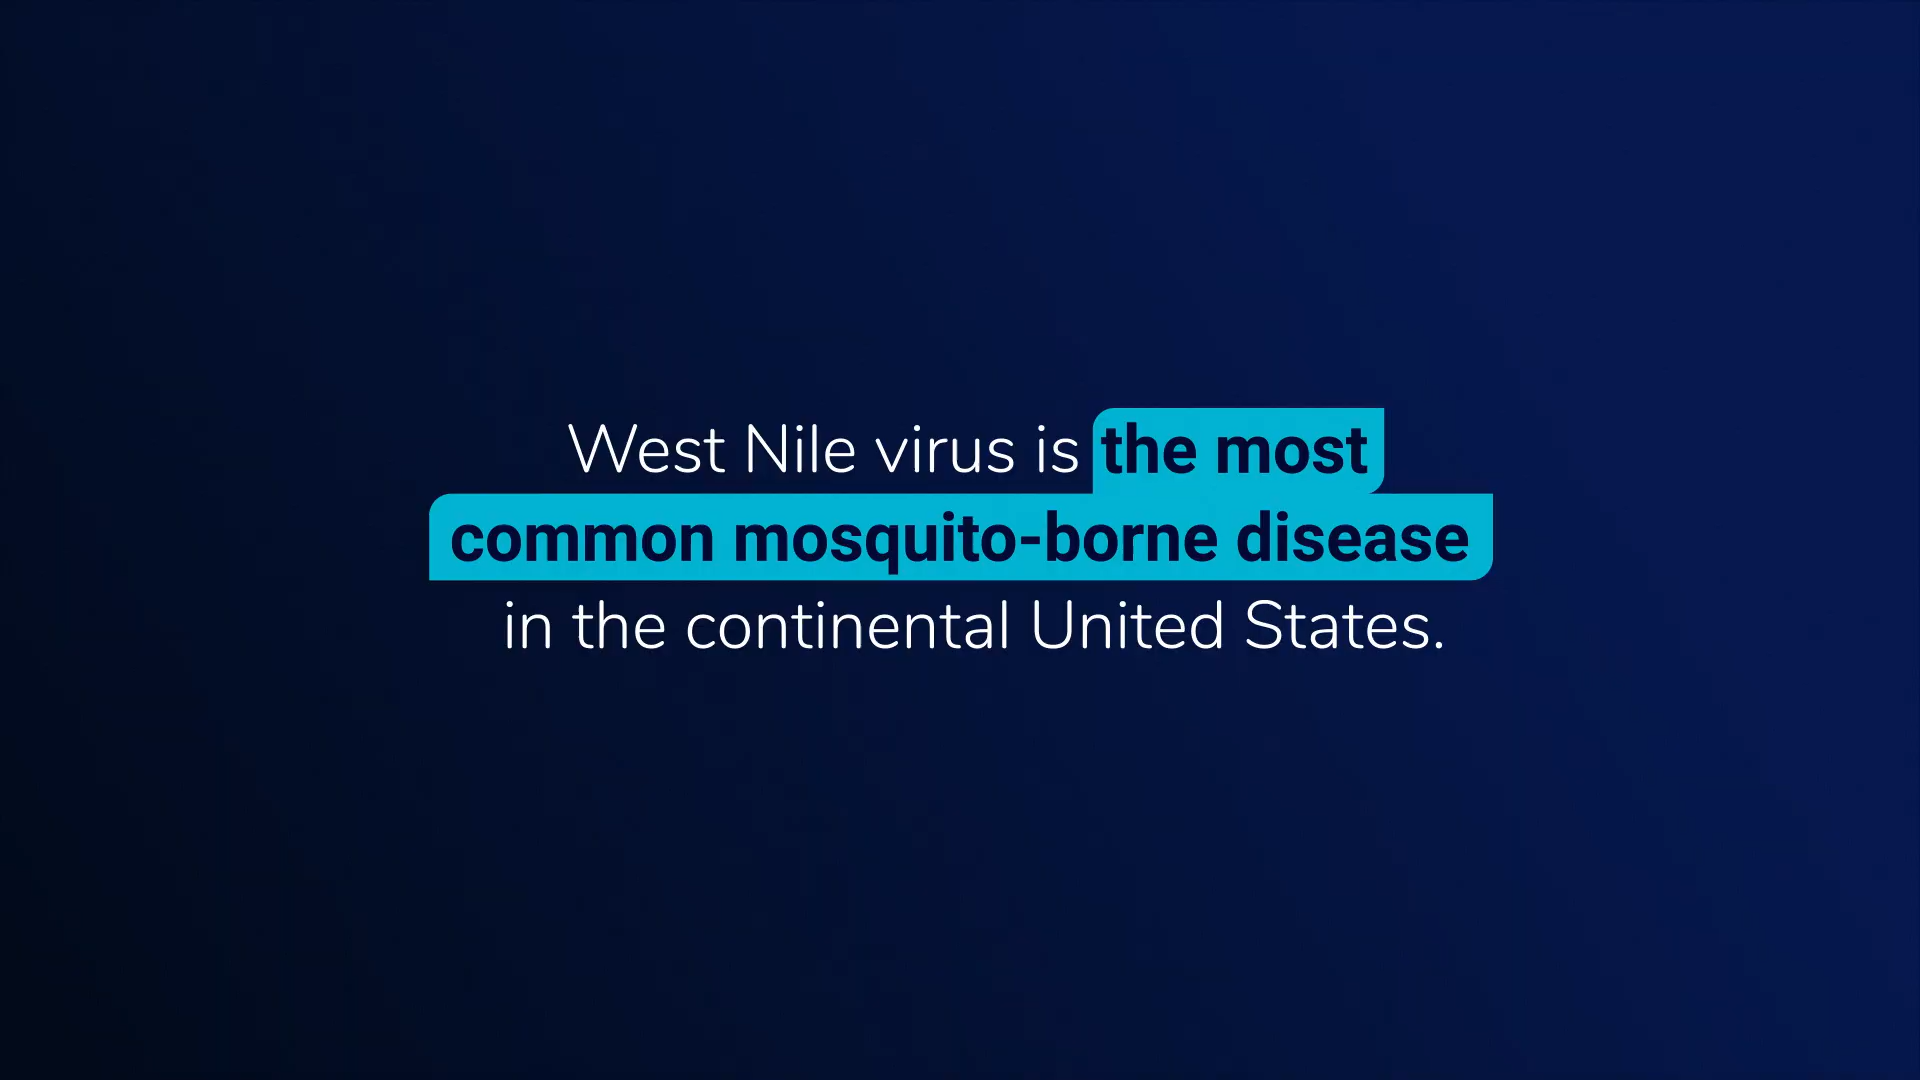 West Nile virus is the most
common mosquito-borne disease
in the continental United States.